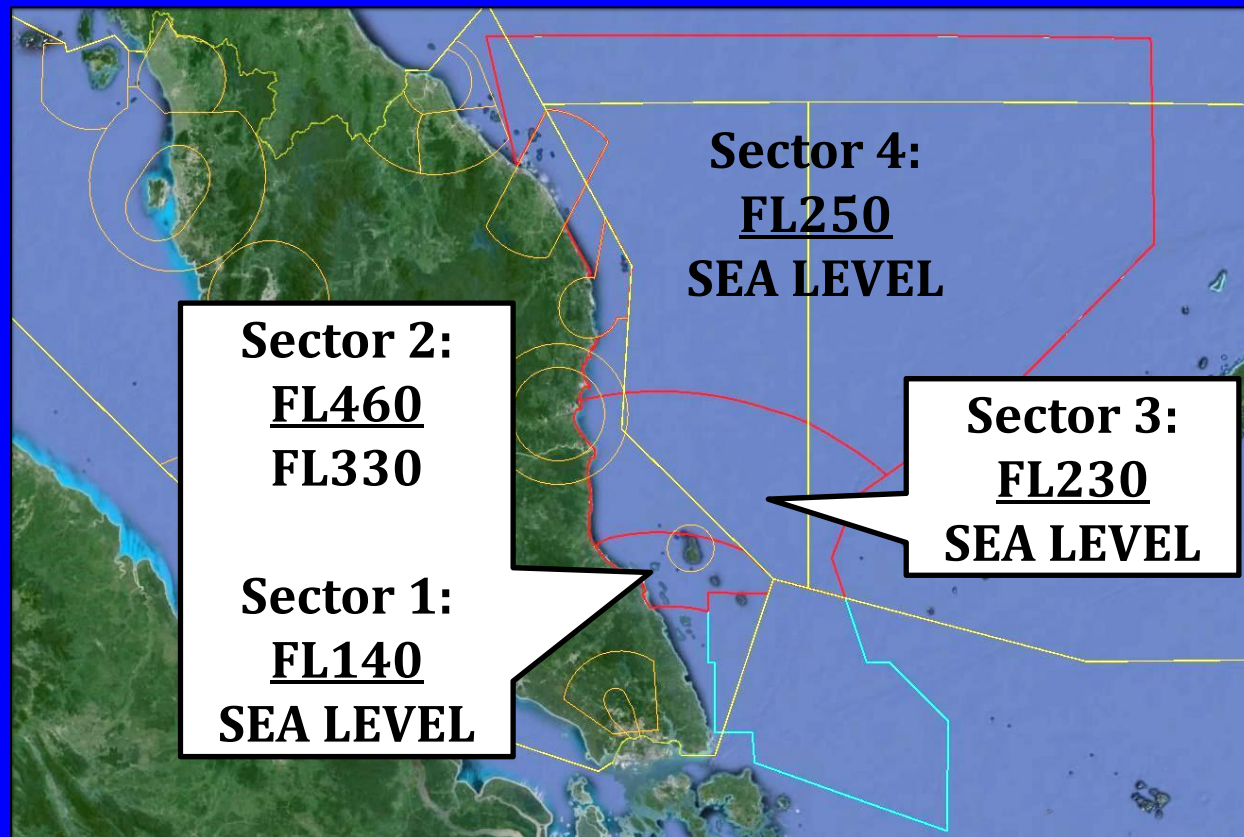 Sector 4:
FL250
SEA LEVEL
Sector 2:
FL460
FL330
Sector 1:
FL140
SEA LEVEL
Sector 3:
FL230
SEA LEVEL